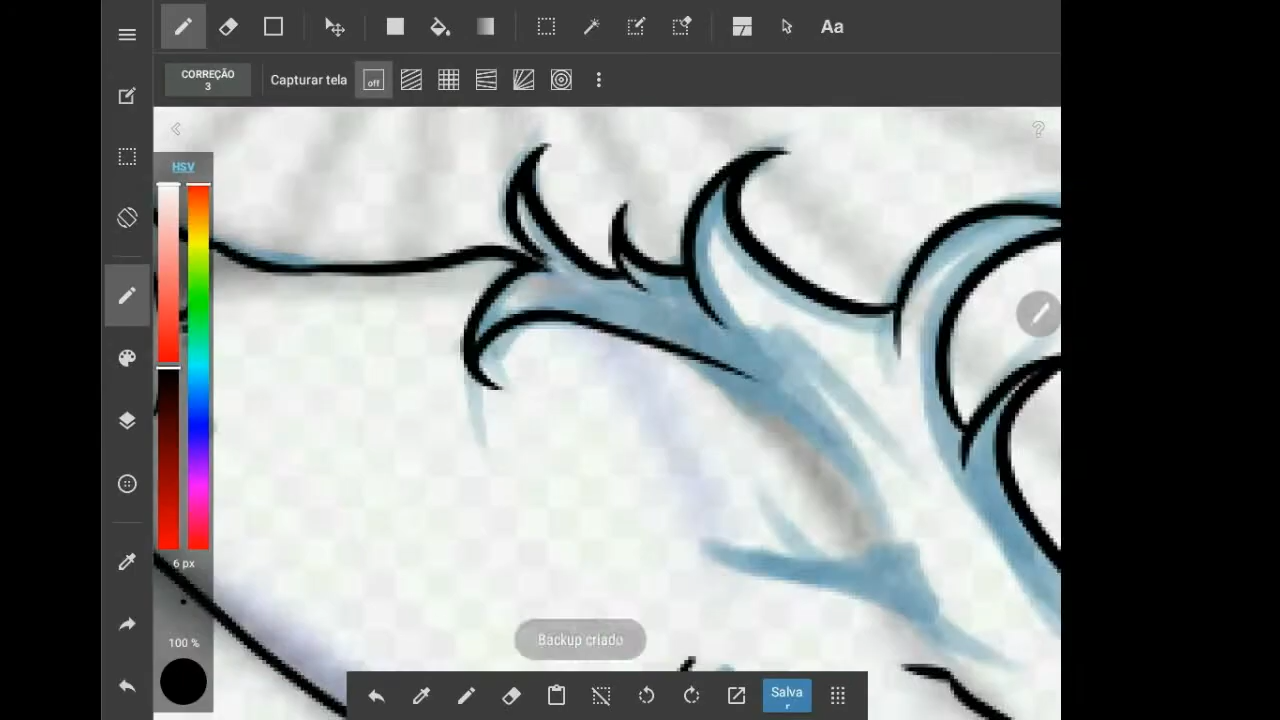 Aa
CORREÇÃO
3
Capturar tela
off
HSV
6 px
100 %
Backup criado
Salva
r